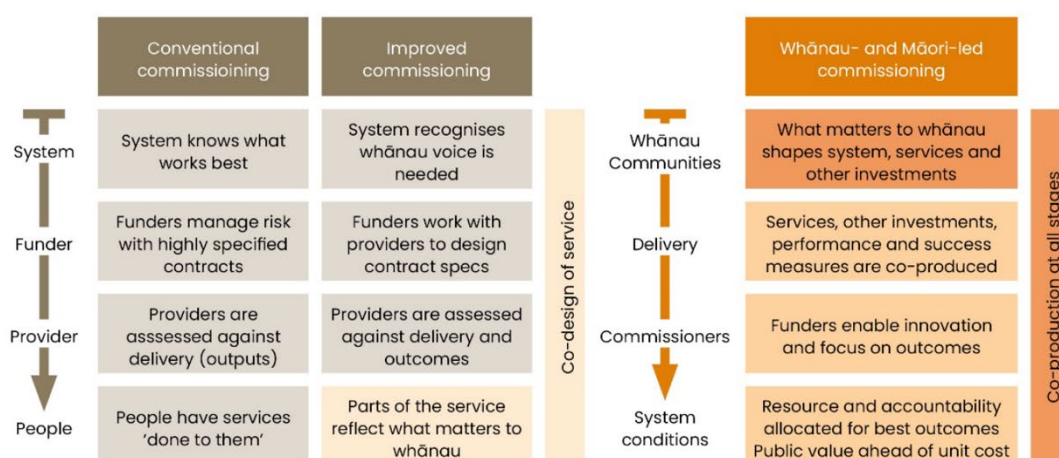 Conventional
commissioining
Improved
commissioning
Whānau- and Māori-led
commissioning
System
System knows what
works best
System recognises
whānau voice is
needed
Whānau
Communities
What matters to whānau
shapes system, services and
other investments
Funder
Funders manage risk
with highly specified
contracts
Funders work with
providers to design
contract specs
Delivery
Services, other investments,
performance and success
measures are co-produced
Provider
Providers are
asssessed against
delivery (outputs)
Providers are assessed
against delivery and
outcomes
Commissioners
Funders enable innovation
and focus on outcomes
People
People have services
‘done to them’
Parts of the service
reflect what matters to
whānau
System
conditions
Resource and accountability
allocated for best outcomes
Public value ahead of unit cost
Co-design of service
Co-production at all stages